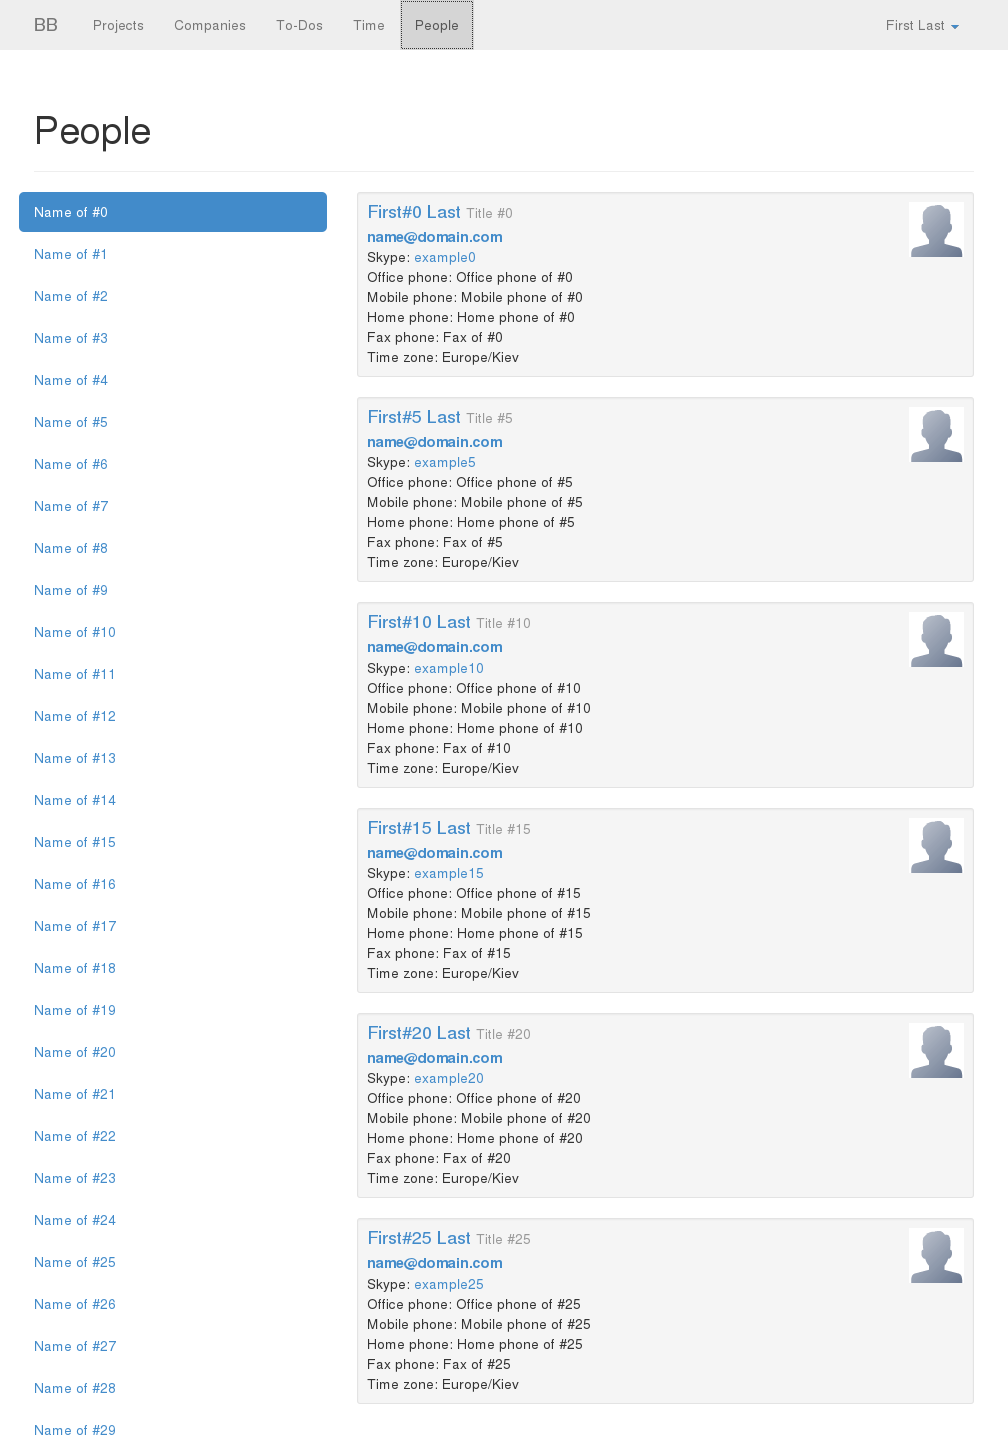 BB Projects Companies To-Dos Time People First Last
People
Name of #0
Name of #1
Name of #2
Name of #3
Name of #4
Name of #5
Name of #6
Name of #7
Name of #8
Name of #9
Name of #10
Name of #11
Name of #12
Name of #13
Name of #14
Name of #15
Name of #16
Name of #17
Name of #18
Name of #19
Name of #20
Name of #21
Name of #22
Name of #23
Name of #24
Name of #25
Name of #26
Name of #27
Name of #28
Name of #29
First#0 Last Title #0
name@domain.com
Skype: example0
Office phone: Office phone of #0
Mobile phone: Mobile phone of #0
Home phone: Home phone of #0
Fax phone: Fax of #0
Time zone: Europe/Kiev
First#5 Last Title #5
name@domain.com
Skype: example5
Office phone: Office phone of #5
Mobile phone: Mobile phone of #5
Home phone: Home phone of #5
Fax phone: Fax of #5
Time zone: Europe/Kiev
First#10 Last Title #10
name@domain.com
Skype: example10
Office phone: Office phone of #10
Mobile phone: Mobile phone of #10
Home phone: Home phone of #10
Fax phone: Fax of #10
Time zone: Europe/Kiev
First#15 Last Title #15
name@domain.com
Skype: example15
Office phone: Office phone of #15
Mobile phone: Mobile phone of #15
Home phone: Home phone of #15
Fax phone: Fax of #15
Time zone: Europe/Kiev
First#20 Last Title #20
name@domain.com
Skype: example20
Office phone: Office phone of #20
Mobile phone: Mobile phone of #20
Home phone: Home phone of #20
Fax phone: Fax of #20
Time zone: Europe/Kiev
First#25 Last Title #25
name@domain.com
Skype: example25
Office phone: Office phone of #25
Mobile phone: Mobile phone of #25
Home phone: Home phone of #25
Fax phone: Fax of #25
Time zone: Europe/Kiev